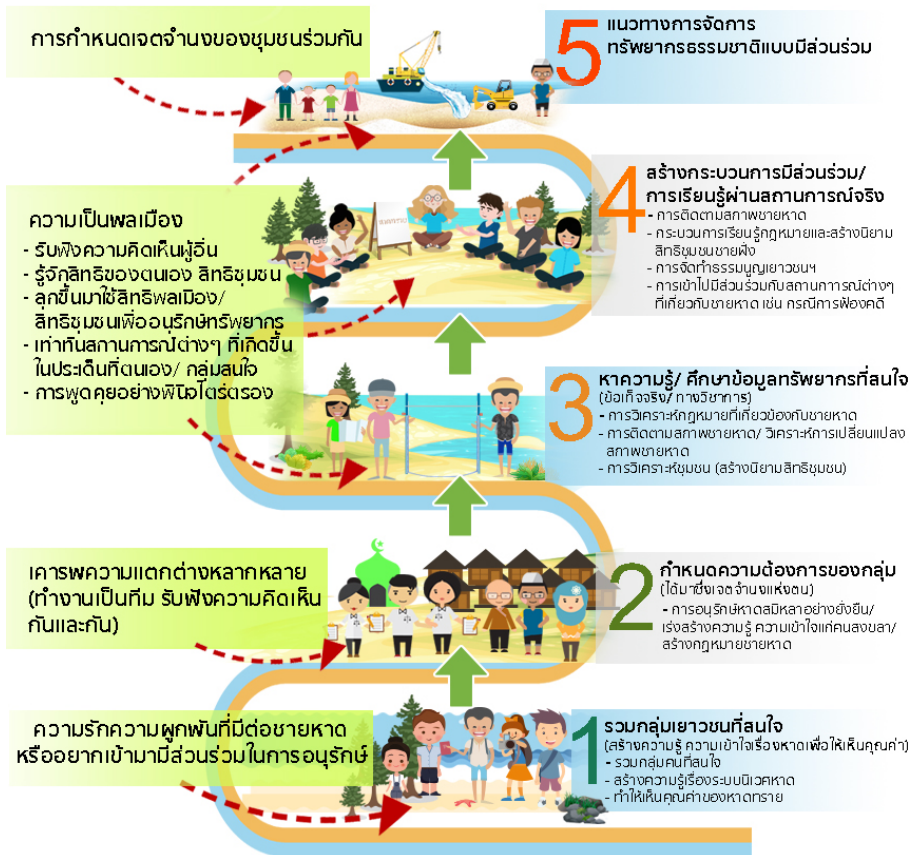 การกำหนดเจตจำนงของชุมชนร่วมกัน
5
แนวทางการจัดการ
ทรัพยากรธรรมชาติแบบมีส่วนร่วม
ความเป็นพลเมือง
- รับฟังความคิดเห็นผู้อื่น
- รู้จักสิทธิของตนเอง สิทธิชุมชน
- ลุกขึ้นมาใช้สิทธิพลเมือง/
สิทธิชุมชนเพื่ออนุรักษ์ทรัพยากร
- เท่าทันสถานการณ์ต่างๆ ที่เกิดขึ้น
ในประเด็นที่ตนเอง/ กลุ่มสนใจ
- การพูดคุยอย่างพินิจไตร่ตรอง
4
สร้างกระบวนการมีส่วนร่วม/
การเรียนรู้ผ่านสถานการณ์จริง
- การติดตามสภาพชายหาด
- กระบวนการเรียนรู้กฎหมายและสร้างนิยาม
สิทธิชุมชนชายฝั่ง
- การจัดทำธรรมนูญเยาวชนฯ
- การเข้าไปมีส่วนร่วมกับสถานการณ์ต่างๆ
ที่เกี่ยวกับชายหาด เช่น กรณีการฟ้องคดี
3
หาความรู้/ ศึกษาข้อมูลทรัพยากรที่สนใจ
(ข้อเท็จจริง/ ทางวิชาการ)
- การวิเคราะห์กฎหมายที่เกี่ยวข้องกับชายหาด
- การติดตามสภาพชายหาด/ วิเคราะห์การเปลี่ยนแปลง
สภาพชายหาด
- การวิเคราะห์ชุมชน (สร้างนิยามสิทธิชุมชน)
เคารพความแตกต่างหลากหลาย
(ทำงานเป็นทีม รับฟังความคิดเห็น
กันและกัน)
2
กำหนดความต้องการของกลุ่ม
(ได้มาซึ่งเจตจำนงแห่งตน)
- การอนุรักษ์หาดสมิหลาอย่างยั่งยืน/
เร่งสร้างความรู้ ความเข้าใจแก่คนสงขลา/
สร้างกฎหมายชายหาด
ความรักความผูกพันที่มีต่อชายหาด
หรืออยากเข้ามามีส่วนร่วมในการอนุรักษ์
1
รวมกลุ่มเยาวชนที่สนใจ
(สร้างความรู้ ความเข้าใจเรื่องหาดเพื่อให้เห็นคุณค่า)
- รวมกลุ่มคนที่สนใจ
- สร้างความรู้เรื่องระบบนิเวศหาด
- ทำให้เห็นคุณค่าของหาดทราย